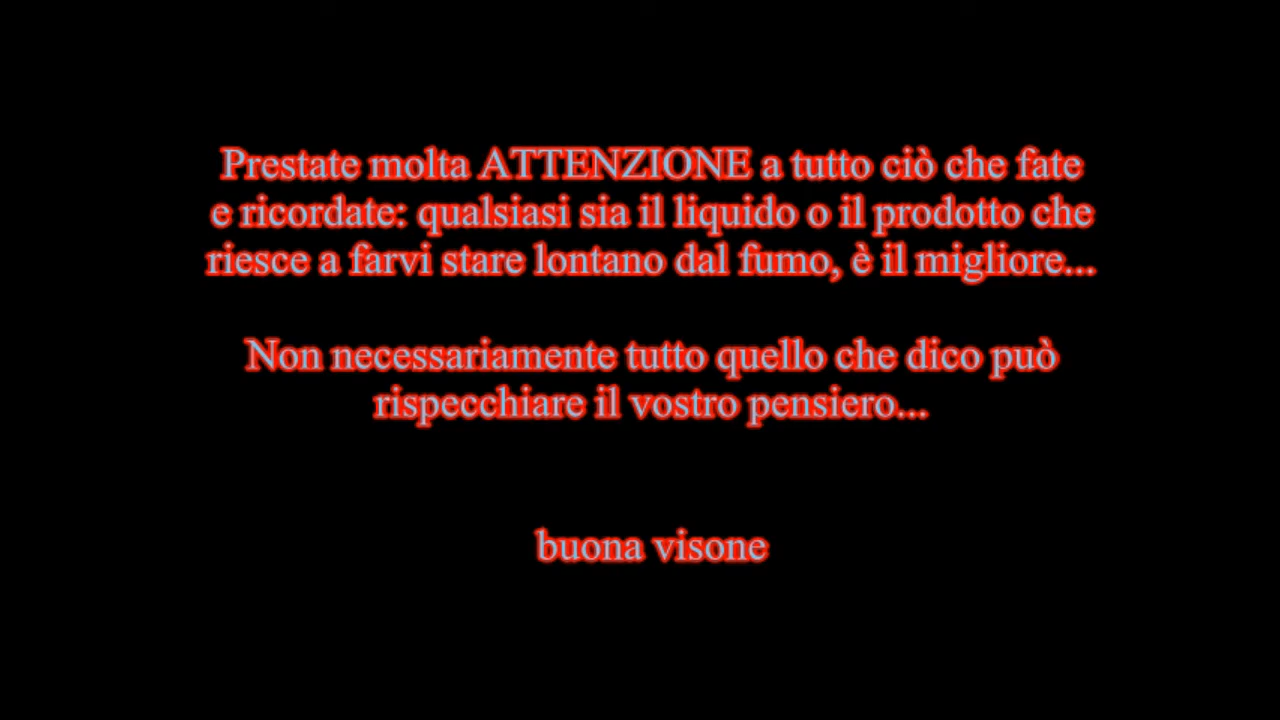 Prestate molta ATTENZIONE a tutto ciò che fate
e ricordate: qualsiasi sia il liquido o il prodotto che
riesce a farvi stare lontano dal fumo, è il migliore...
Non necessariamente tutto quello che dico può
rispecchiare il vostro pensiero...
buona visone